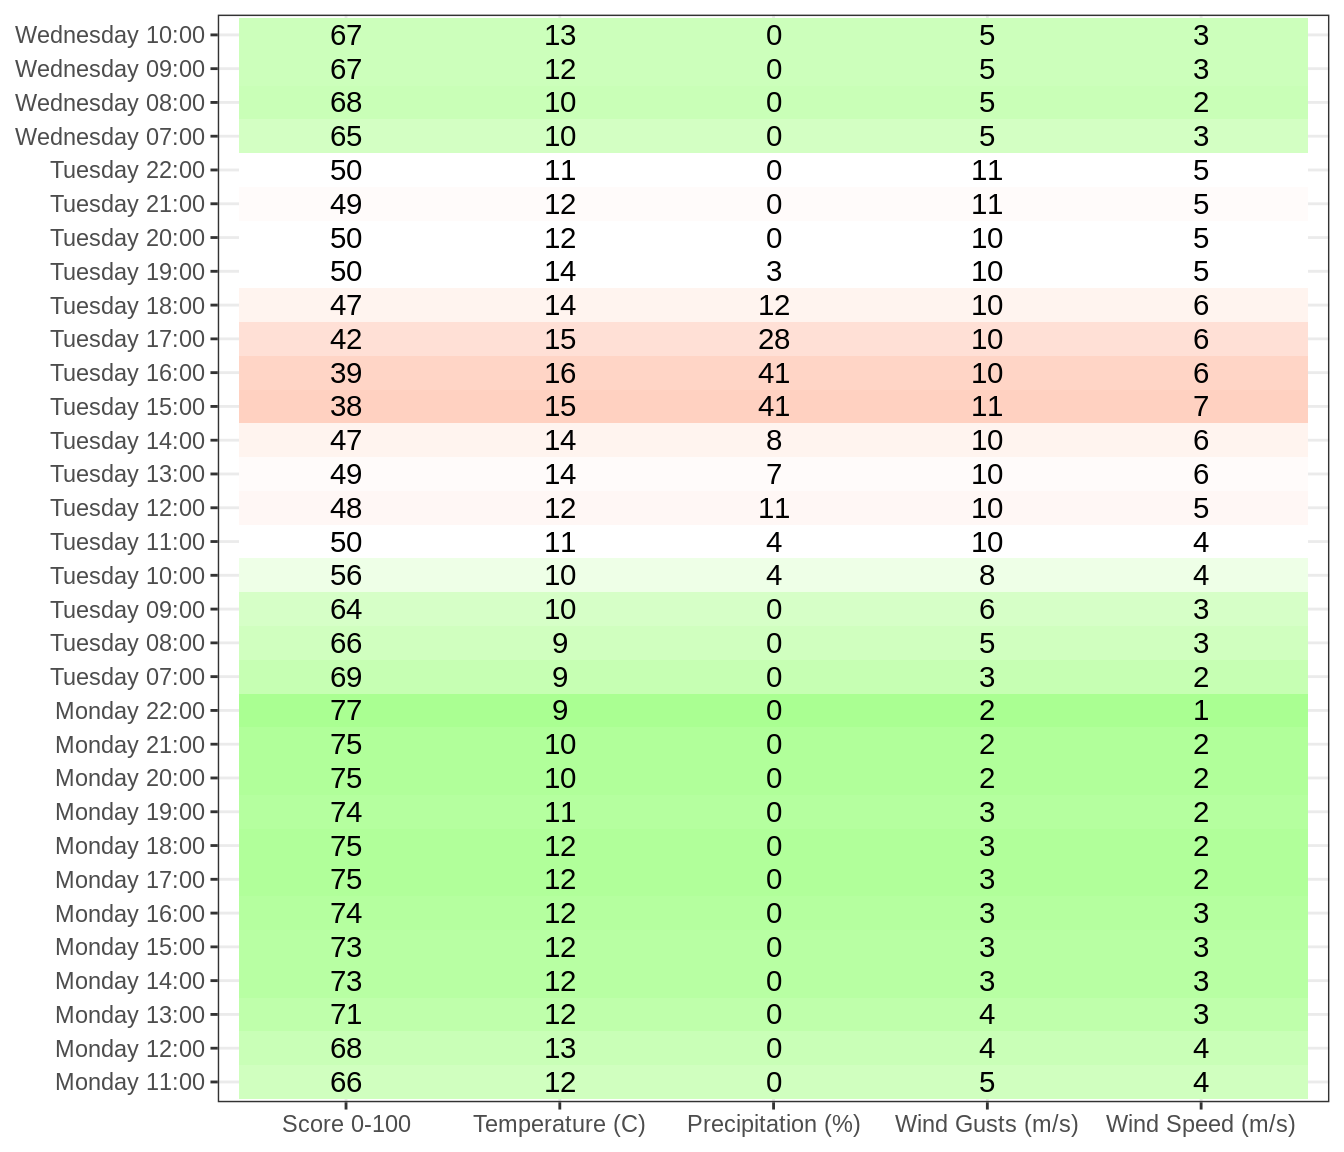 Wednesday 10:00 67 13 0 5 3
Wednesday 09:00 67 12 0 5 3
Wednesday 08:00 68 10 0 5 2
Wednesday 07:00 65 10 0 5 3
Tuesday 22:00 50 11 0 11 5
Tuesday 21:00 49 12 0 11 5
Tuesday 20:00 50 12 0 10 5
Tuesday 19:00 50 14 3 10 5
Tuesday 18:00 47 14 12 10 6
Tuesday 17:00 42 15 28 10 6
Tuesday 16:00 39 16 41 10 6
Tuesday 15:00 38 15 41 11 7
Tuesday 14:00 47 14 8 10 6
Tuesday 13:00 49 14 7 10 6
Tuesday 12:00 48 12 11 10 5
Tuesday 11:00 50 11 4 10 4
Tuesday 10:00 56 10 4 8 4
Tuesday 09:00 64 10 0 6 3
Tuesday 08:00 66 9 0 5 3
Tuesday 07:00 69 9 0 3 2
Monday 22:00 77 9 0 2 1
Monday 21:00 75 10 0 2 2
Monday 20:00 75 10 0 2 2
Monday 19:00 74 11 0 3 2
Monday 18:00 75 12 0 3 2
Monday 17:00 75 12 0 3 2
Monday 16:00 74 12 0 3 3
Monday 15:00 73 12 0 3 3
Monday 14:00 73 12 0 3 3
Monday 13:00 71 12 0 4 3
Monday 12:00 68 13 0 4 4
Monday 11:00 66 12 0 5 4
Score 0-100 Temperature (C) Precipitation (%) Wind Gusts (m/s) Wind Speed (m/s)